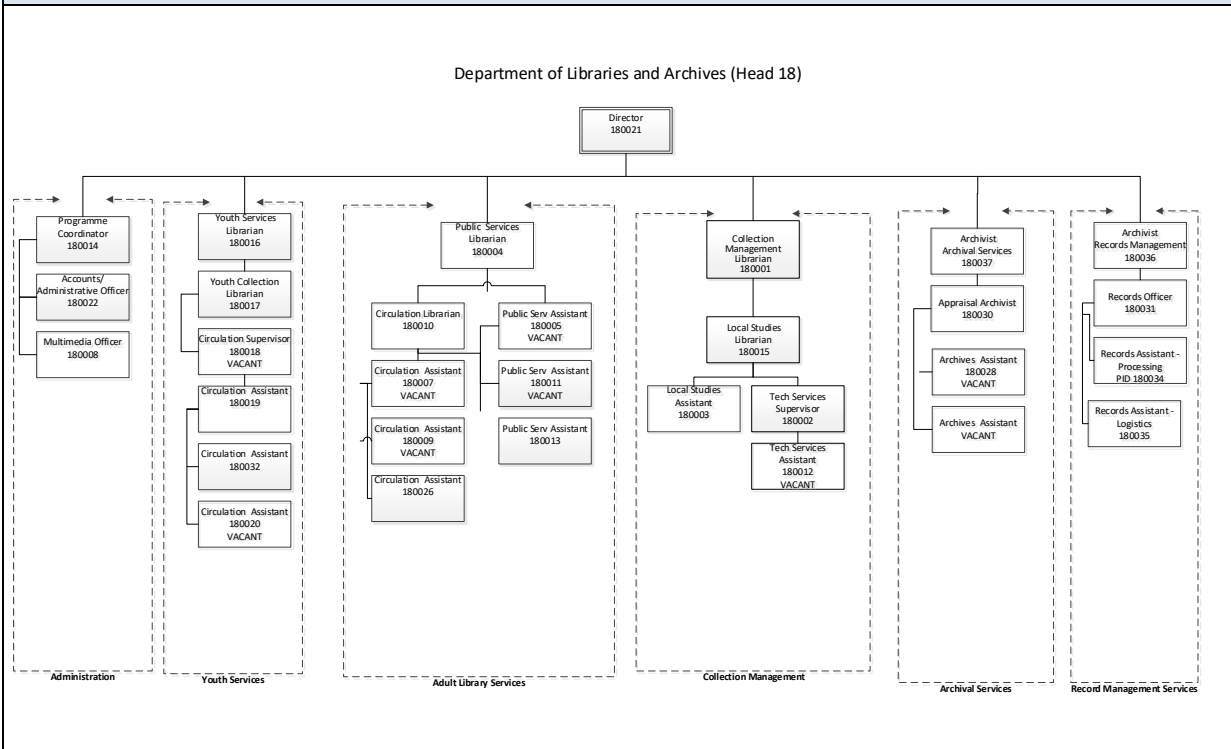 Department of Libraries and Archives (Head 18)
Director
180021
Programme
Coordinator
180014
Accounts/
Administrative Officer
180022
Multimedia Officer
180008
Administration
Youth Services
Librarian
180016
Youth Collection
Librarian
180017
Circulation Supervisor
180018
VACANT
Circulation Assistant
180019
Circulation Assistant
180032
Circulation Assistant
180020
VACANT
Youth Services
Public Services
Librarian
180004
Circulation Librarian
180010
Circulation Assistant
180007
VACANT
Circulation Assistant
180009
VACANT
Circulation Assistant
180026
Public Serv Assistant
180005
VACANT
Public Serv Assistant
180011
VACANT
Public Serv Assistant
180013
Adult Library Services
Collection
Management
Librarian
180001
Local Studies
Librarian
180015
Local Studies
Assistant
180003
Tech Services
Supervisor
180002
Tech Services
Assistant
180012
VACANT
Collection Management
Archivist
Archival Services
180037
Appraisal Archivist
180030
Archives Assistant
180028
VACANT
Archives Assistant
VACANT
Archival Services
Archivist
Records Management
180036
Records Officer
180031
Records Assistant -
Processing
PID 180034
Records Assistant -
Logistics
180035
Record Management Services